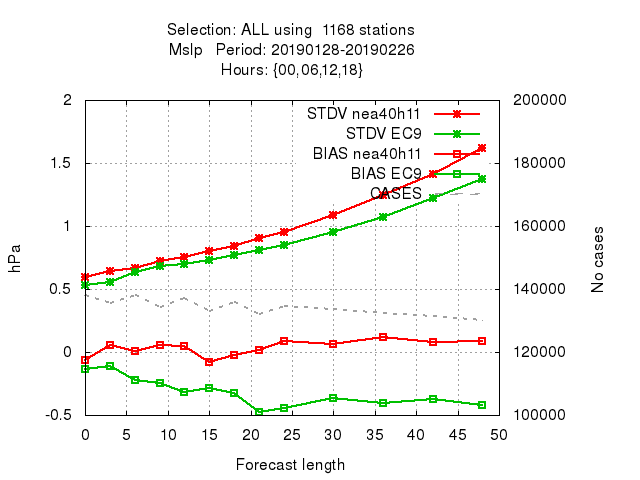 Selection: ALL using  1168 stations
Mslp   Period: 20190128-20190226
Hours: {00,06,12,18}
2
1.5
1
0.5
0
-0.5
200000
180000
160000
140000
120000
100000
STDV nea40h11
STDV EC9
BIAS nea40h11
BIAS EC9
CASES
hPa
No cases
0 5 10 15 20 25 30 35 40 45 50
Forecast length